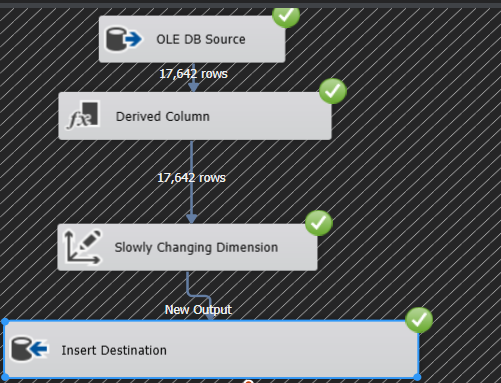 OLE DB Source
17,642 rows
Derived Column
17,642 rows
Slowly Changing Dimension
New Output
Insert Destination